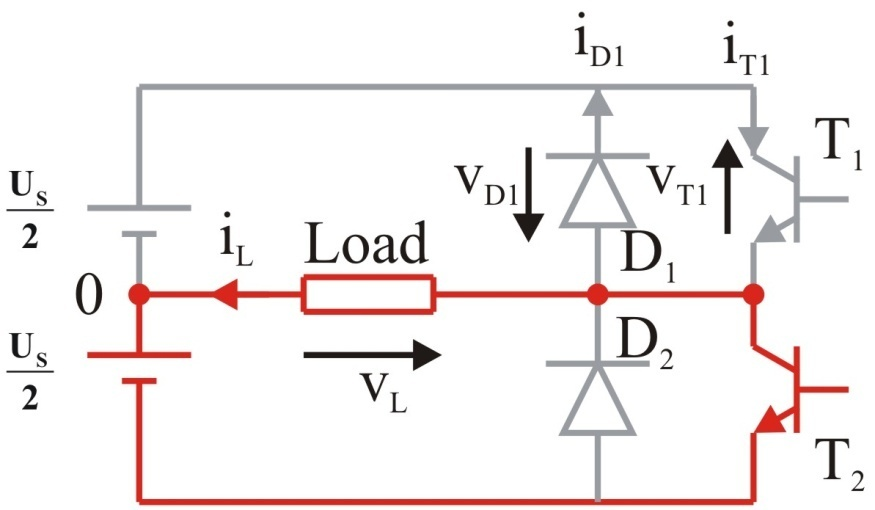 i_D1 i_T1
T_1
U_s/2
v_D1 v_T1
i_L Load
D_1
0
U_s/2
D_2
v_L
T_2